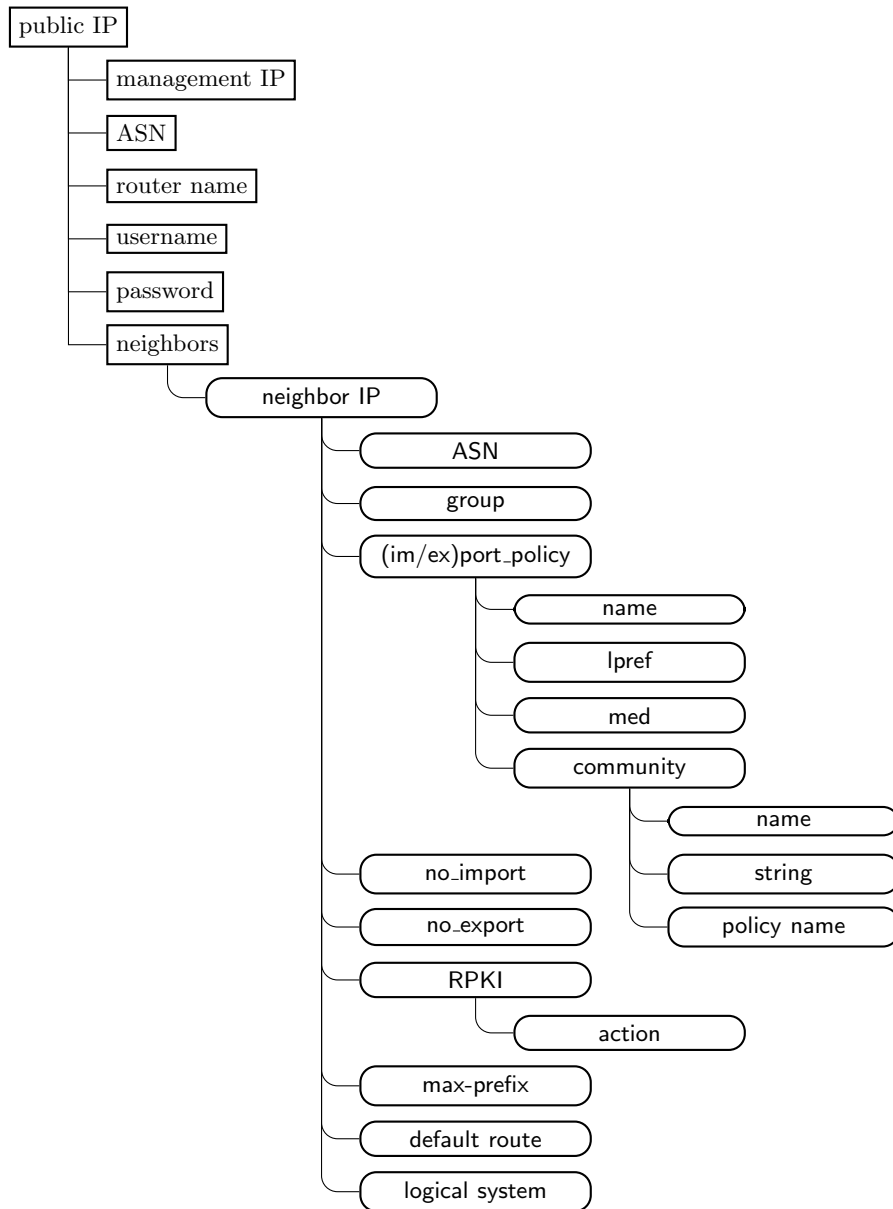 public IP
management IP
ASN
router name
username
password
neighbors
neighbor IP
ASN
group
(im/ex)port_policy
name
lpref
med
community
name
string
policy name
no_import
no_export
RPKI
action
max-prefix
default route
logical system